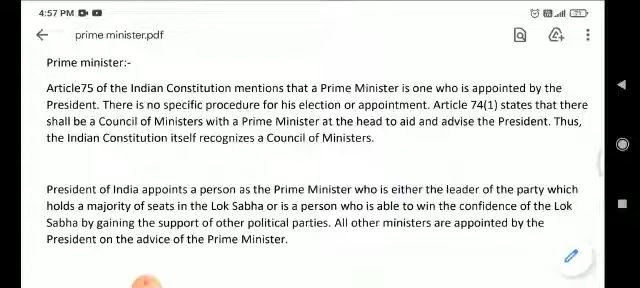 4:57 PM
prime minister.pdf
Prime minister:-
Article75 of the Indian Constitution mentions that a Prime Minister is one who is appointed by the
President. There is no specific procedure for his election or appointment. Article 74(1) states that there
shall be a Council of Ministers with a Prime Minister at the head to aid and advise the President. Thus,
the Indian Constitution itself recognizes a Council of Ministers.
President of India appoints a person as the Prime Minister who is either the leader of the party which
holds a majority of seats in the Lok Sabha or is a person who is able to win the confidence of the Lok
Sabha by gaining the support of other political parties. All other ministers are appointed by the
President on the advice of the Prime Minister.